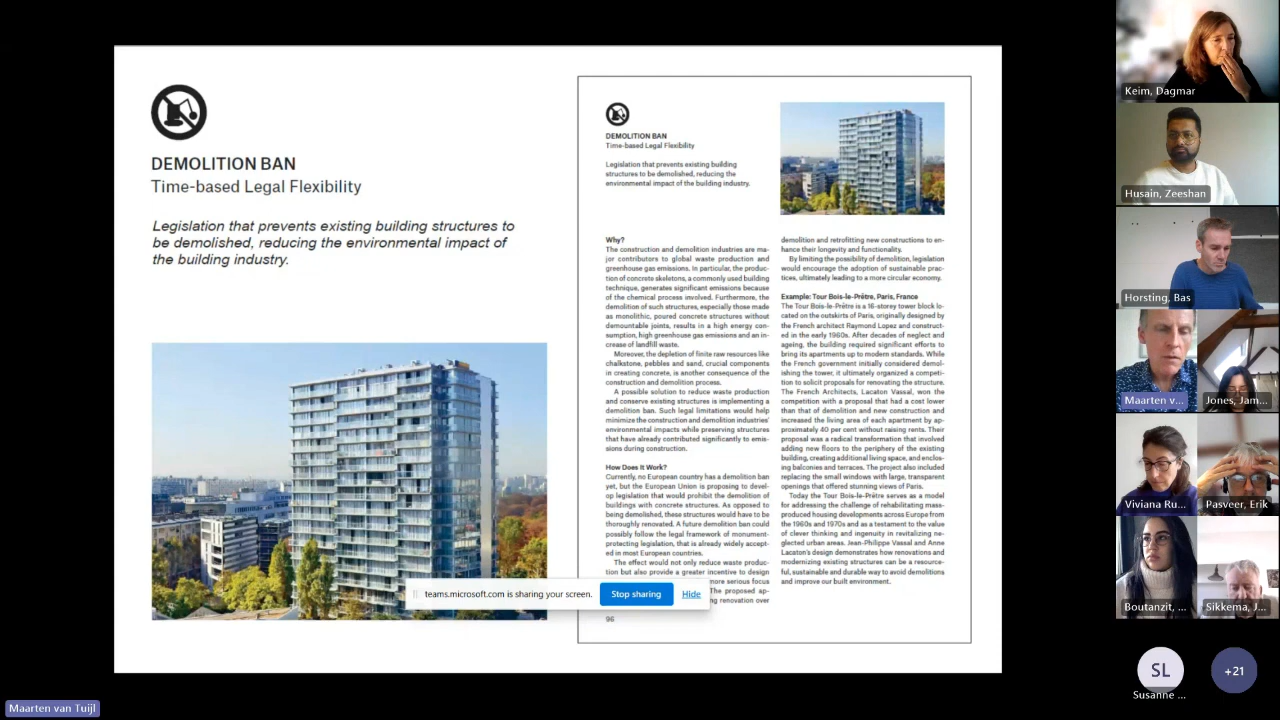 DEMOLITION BAN
Time-based Legal Flexibility
Legislation that prevents existing building structures to
be demolished, reducing the environmental impact of
the building industry.
DEMOLITION BAN
Time-based Legal Flexibility
Legislation that prevents existing building
structures to be demolished, reducing the
environmental impact of the building industry.
Why?
The construction and demolition industries are ma-
jor contributors to global waste production and
greenhouse gas emissions. In particular, the produc-
tion of concrete skeletons, a commonly used building
technique, generates significant emissions because
of the chemical process involved. Furthermore, the
demolition of such structures, especially those made
as monolithic, poured concrete structures without
demountable joints, results in a high energy con-
sumption, high greenhouse gas emissions and an in-
crease of landfill waste.
Moreover, the depletion of finite raw resources like
chalkstone, pebbles and sand, crucial components
in creating concrete, is another consequence of the
construction and demolition process.
A possible solution to reduce waste production
and conserve existing structures is implementing a
demolition ban. Such legal limitations would help
minimize the construction and demolition industries'
environmental impacts while preserving structures
that have already contributed significantly to emis-
sions during construction.
How Does It Work?
Currently, no European country has a demolition ban
yet, but the European Union is proposing to devel-
op legislation that would prohibit the demolition of
buildings with concrete structures. As opposed to
being demolished, these structures would have to be
thoroughly renovated. A future demolition ban could
possibly follow the legal framework of monument-
protecting legislation, that is already widely accept-
ed in most European countries.
The effect would not only reduce waste produc-
tion but also provide a greater incentive to design
more serious focus
The proposed ap-
ng renovation over
96
demolition and retrofitting new constructions to en-
hance their longevity and functionality.
By limiting the possibility of demolition, legislation
would encourage the adoption of sustainable prac-
tices, ultimately leading to a more circular economy.
Example: Tour Bois-le-Prêtre, Paris, France
The Tour Bois-le-Prêtre is a 16-storey tower block lo-
cated on the outskirts of Paris, originally designed by
the French architect Raymond Lopez and construct-
ed in the early 1960s. After decades of neglect and
ageing, the building required significant efforts to
bring its apartments up to modern standards. While
the French government initially considered demol-
ishing the tower, it ultimately organized a competi-
tion to solicit proposals for renovating the structure.
The French Architects, Lacaton Vassal, won the
competition with a proposal that had a cost lower
than that of demolition and new construction and
increased the living area of each apartment by ap-
proximately 40 per cent without raising rents. Their
proposal was a radical transformation that involved
adding new floors to the periphery of the existing
building, creating additional living space, and enclos-
ing balconies and terraces. The project also included
replacing the small windows with large, transparent
openings that offered stunning views of Paris.
Today the Tour Bois-le-Prêtre serves as a model
for addressing the challenge of rehabilitating mass-
produced housing developments across Europe from
the 1960s and 1970s and as a testament to the value
of clever thinking and ingenuity in revitalizing ne-
glected urban areas. Jean-Philippe Vassal and Anne
Lacaton's design demonstrates how renovations and
modernizing existing structures can be a resource-
ful, sustainable and durable way to avoid demolitions
and improve our built environment.
teams.microsoft.com is sharing your screen.
Stop sharing
Hide
Keim, Dagmar
Husain, Zeeshan
Horsting, Bas
Maarten v...
Jones, Jam...
Viviana Ru...
Pasveer, Erik
Boutanzit, ...
Sikkema, J...
SL
Susanne ...
+21
Maarten van Tuijl